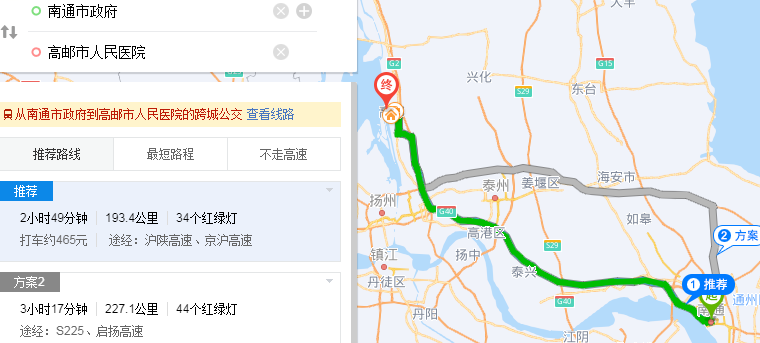 南通市政府
高邮市人民医院
从南通市政府到高邮市人民医院的跨城公交 查看线路
推荐路线 最短路程 不走高速
推荐
2小时49分钟 193.4公里 34个红绿灯
打车约465元 途经：沪陕高速、京沪高速
方案2
3小时17分钟 227.1公里 44个红绿灯
途经：S225、启扬高速
G2
G15
兴化
终
S29
东台
海安市
姜堰区
泰州
扬州
G40
如皋
高港区
2 方案
镇江
扬中
S29
泰兴
丹徒区
1 推荐
起
通州
G40
南通
丹阳
江阴